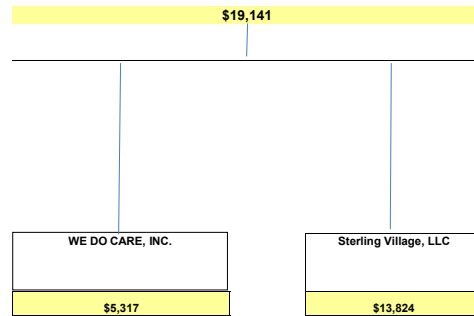 $19,141
WE DO CARE, INC.
Sterling Village, LLC
$5,317
$13,824